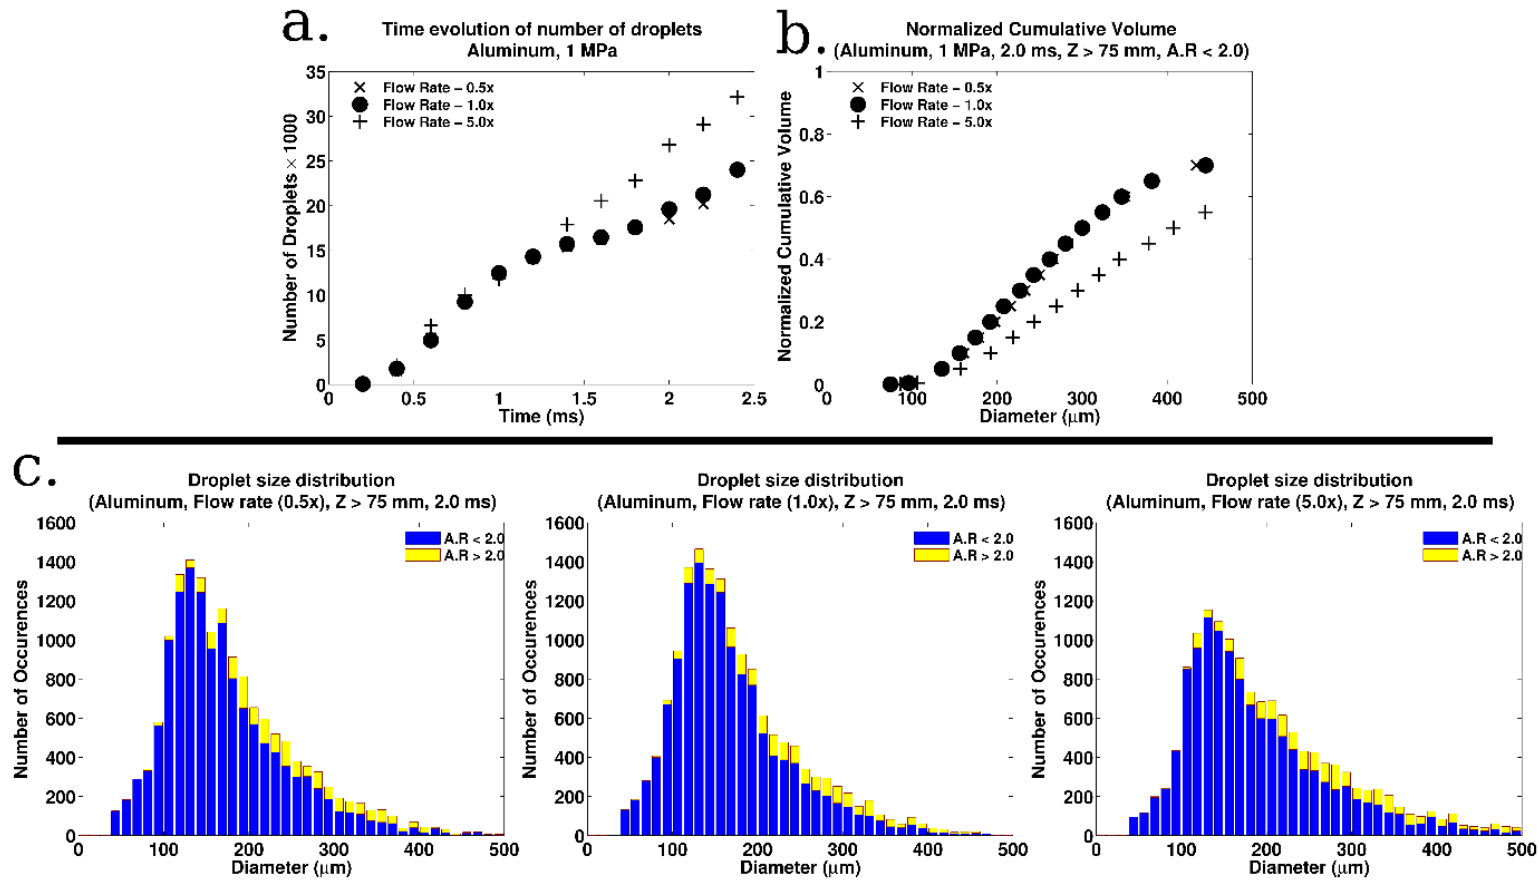 a.
Time evolution of number of droplets
Aluminum, 1 MPa
Number of Droplets × 1000
35
30
25
20
15
10
5
0
Flow Rate – 0.5x
Flow Rate – 1.0x
Flow Rate – 5.0x
0 0.5 1 1.5 2 2.5
Time (ms)
b.
Normalized Cumulative Volume
(Aluminum, 1 MPa, 2.0 ms, Z > 75 mm, A.R < 2.0)
Normalized Cumulative Volume
1
0.8
0.6
0.4
0.2
0
Flow Rate – 0.5x
Flow Rate – 1.0x
Flow Rate – 5.0x
0 100 200 300 400 500
Diameter (μm)
c.
Droplet size distribution
(Aluminum, Flow rate (0.5x), Z > 75 mm, 2.0 ms)
Number of Occurences
1600
1400
1200
1000
800
600
400
200
0
A.R < 2.0
A.R > 2.0
0 100 200 300 400 500
Diameter (μm)
Droplet size distribution
(Aluminum, Flow rate (1.0x), Z > 75 mm, 2.0 ms)
Number of Occurences
1600
1400
1200
1000
800
600
400
200
0
A.R < 2.0
A.R > 2.0
0 100 200 300 400 500
Diameter (μm)
Droplet size distribution
(Aluminum, Flow rate (5.0x), Z > 75 mm, 2.0 ms)
Number of Occurences
1600
1400
1200
1000
800
600
400
200
0
A.R < 2.0
A.R > 2.0
0 100 200 300 400 500
Diameter (μm)